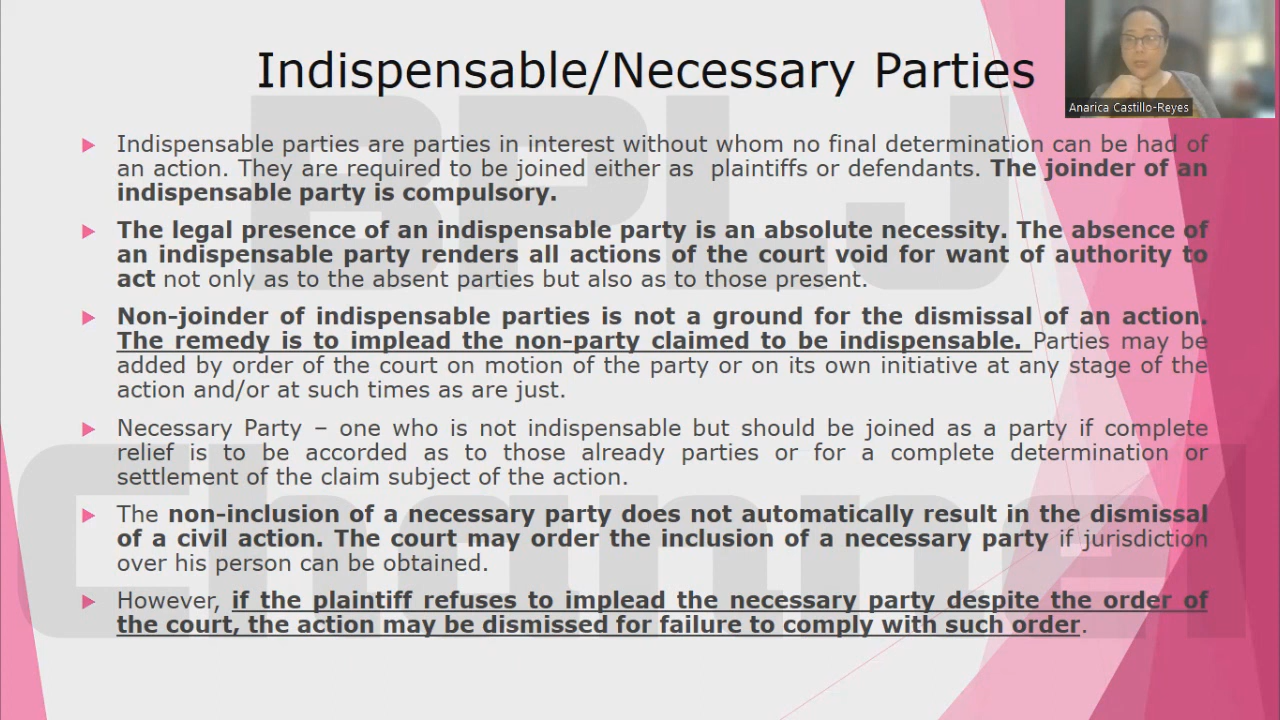 Indispensable/Necessary Parties
Anarica Castillo-Reyes
Indispensable parties are parties in interest without whom no final determination can be had of
an action. They are required to be joined either as  plaintiffs or defendants. The joinder of an
indispensable party is compulsory.
The legal presence of an indispensable party is an absolute necessity. The absence of
an indispensable party renders all actions of the court void for want of authority to
act not only as to the absent parties but also as to those present.
Non-joinder of indispensable parties is not a ground for the dismissal of an action.
The remedy is to implead the non-party claimed to be indispensable. Parties may be
added by order of the court on motion of the party or on its own initiative at any stage of the
action and/or at such times as are just.
Necessary Party – one who is not indispensable but should be joined as a party if complete
relief is to be accorded as to those already parties or for a complete determination or
settlement of the claim subject of the action.
The non-inclusion of a necessary party does not automatically result in the dismissal
of a civil action. The court may order the inclusion of a necessary party if jurisdiction
over his person can be obtained.
However, if the plaintiff refuses to implead the necessary party despite the order of
the court, the action may be dismissed for failure to comply with such order.
BPLJ
Channel